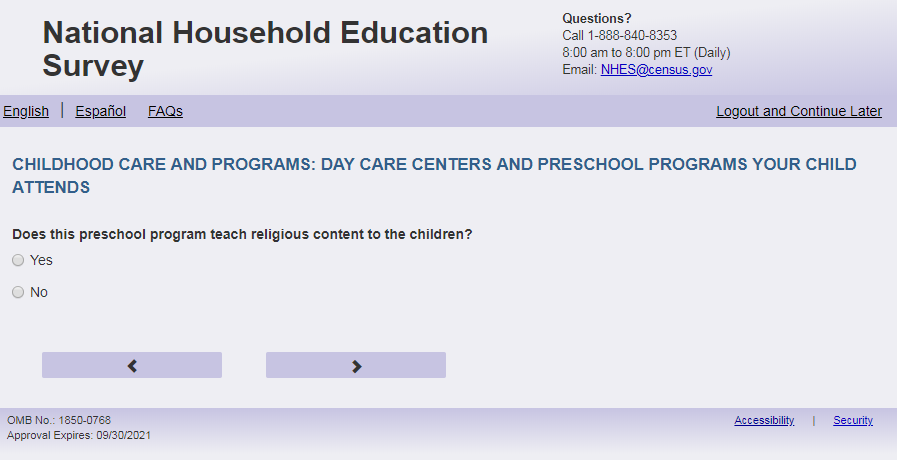 National Household Education
Survey
Questions?
Call 1-888-840-8353
8:00 am to 8:00 pm ET (Daily)
Email: NHES@census.gov
English | Español FAQs Logout and Continue Later
CHILDHOOD CARE AND PROGRAMS: DAY CARE CENTERS AND PRESCHOOL PROGRAMS YOUR CHILD
ATTENDS
Does this preschool program teach religious content to the children?
Yes
No
OMB No.: 1850-0768
Approval Expires: 09/30/2021
Accessibility | Security